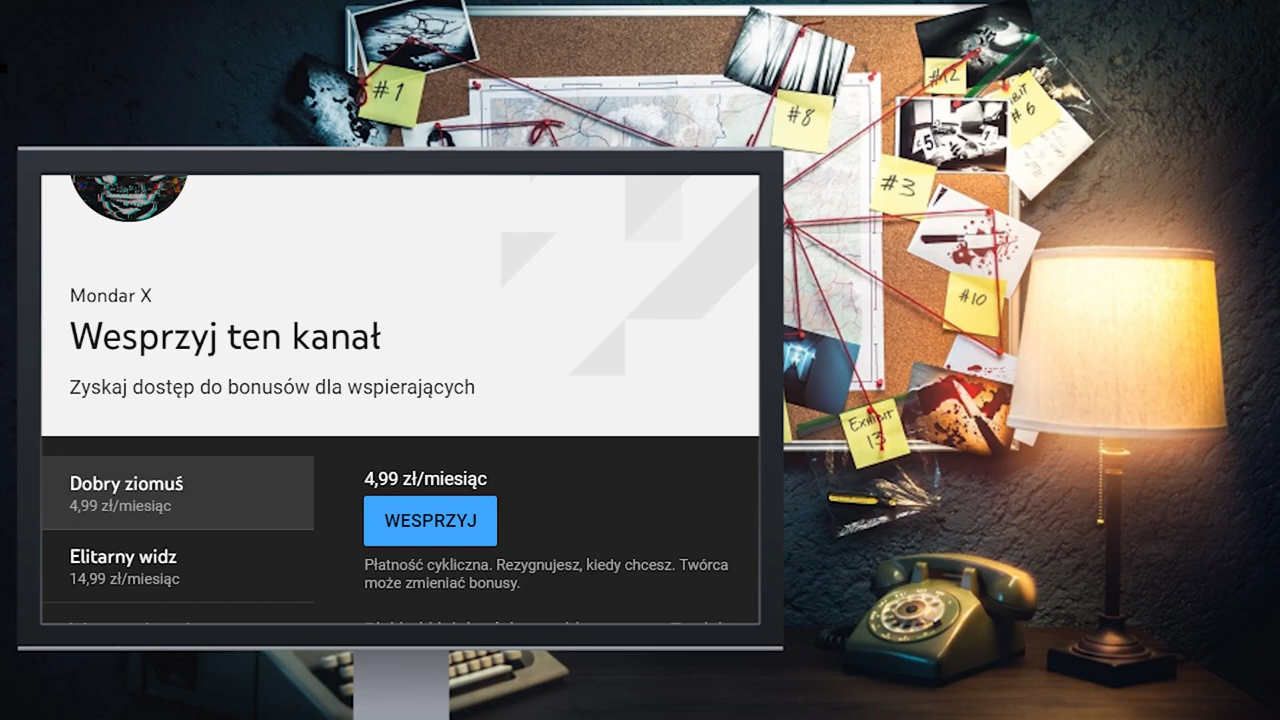 #1
#8
#12
#6
#3
5
#10
EXHIBIT
13
Mondar X
Wesprzyj ten kanał
Zyskaj dostęp do bonusów dla wspierających
Dobry ziomuś
4,99 zł/miesiąc
Elitarny widz
14,99 zł/miesiąc
4,99 zł/miesiąc
WESPRZYJ
Płatność cykliczna. Rezygnujesz, kiedy chcesz. Twórca
może zmieniać bonusy.